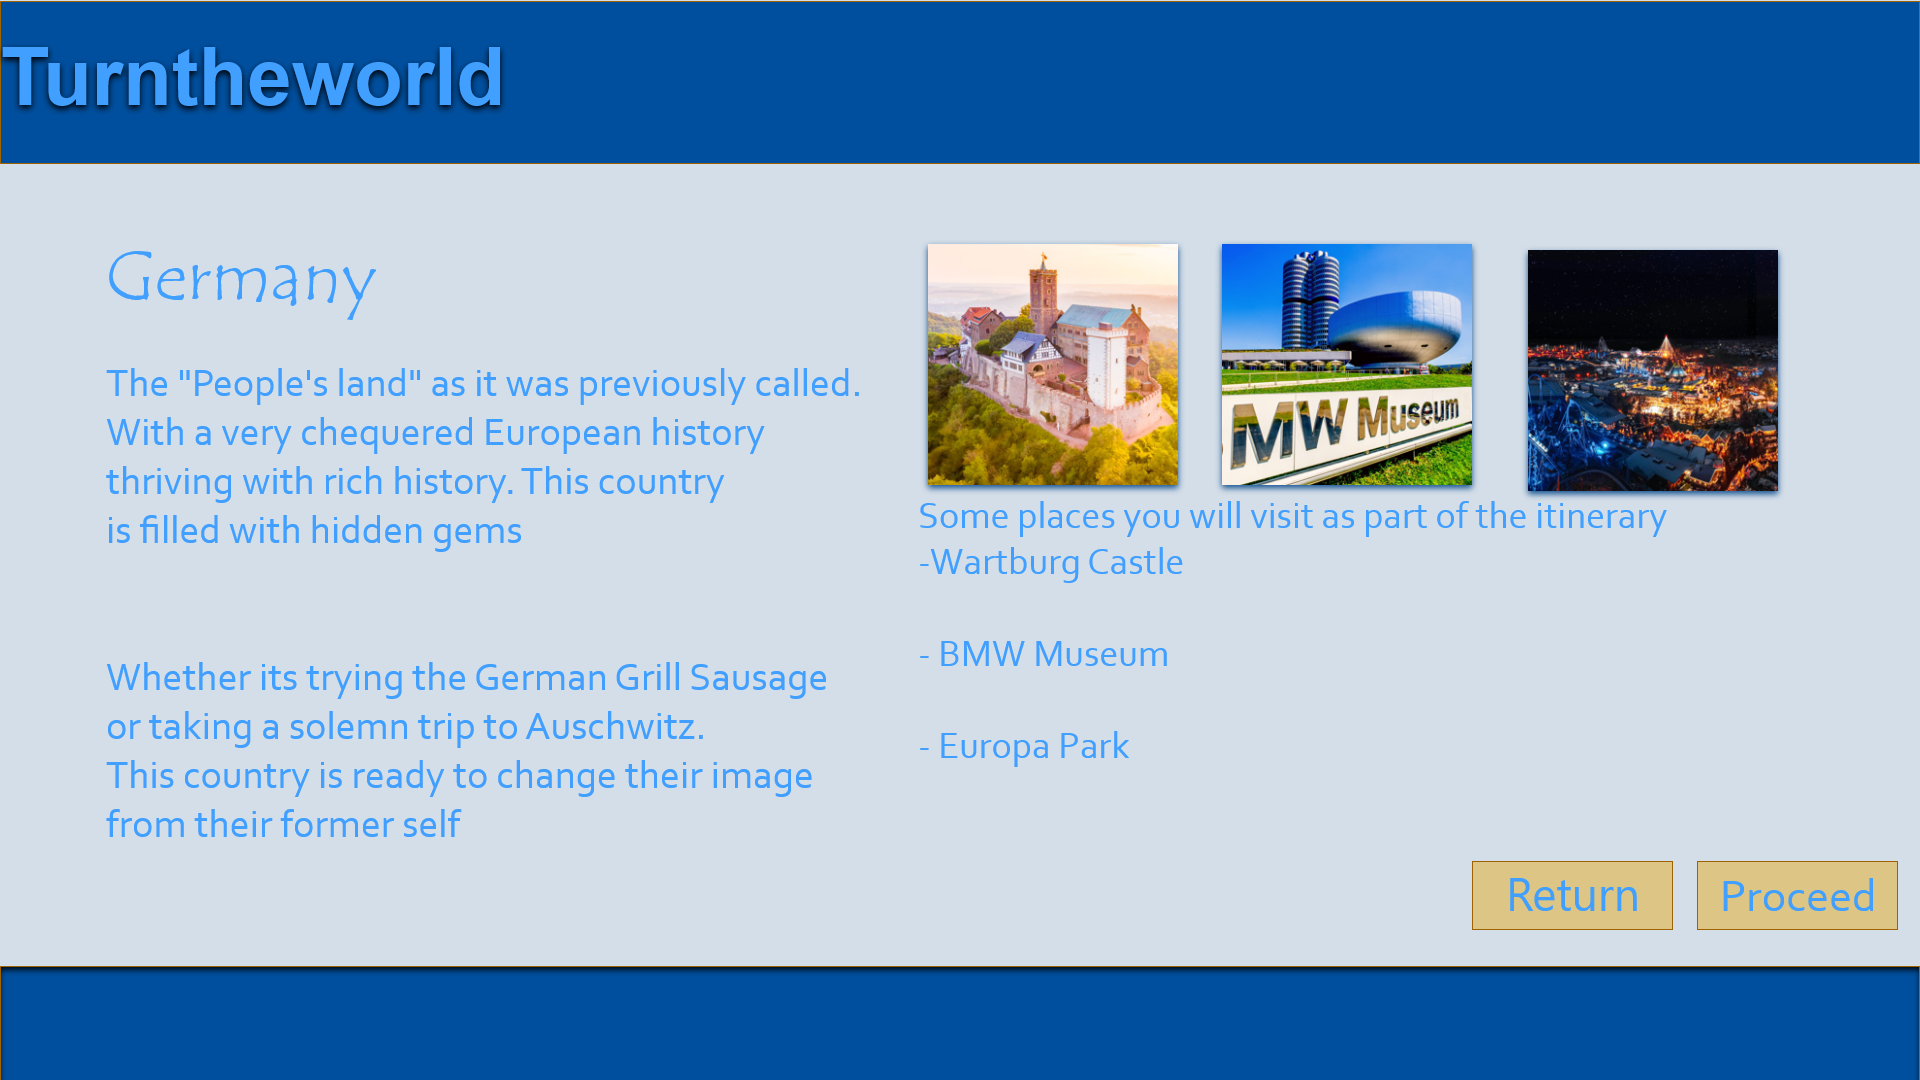 Turntheworld
Germany
The "People's land" as it was previously called.
With a very chequered European history
thriving with rich history. This country
is filled with hidden gems
Whether its trying the German Grill Sausage
or taking a solemn trip to Auschwitz.
This country is ready to change their image
from their former self
MW Museum
Some places you will visit as part of the itinerary
-Wartburg Castle
- BMW Museum
- Europa Park
Return
Proceed